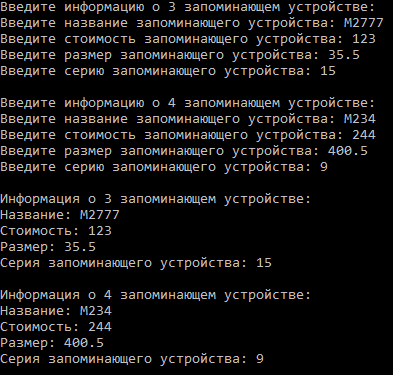 Введите информацию о 3 запоминающем устройстве:
Введите название запоминающего устройства: M2777
Введите стоимость запоминающего устройства: 123
Введите размер запоминающего устройства: 35.5
Введите серию запоминающего устройства: 15
Введите информацию о 4 запоминающем устройстве:
Введите название запоминающего устройства: M234
Введите стоимость запоминающего устройства: 244
Введите размер запоминающего устройства: 400.5
Введите серию запоминающего устройства: 9
Информация о 3 запоминающем устройстве:
Название: M2777
Стоимость: 123
Размер: 35.5
Серия запоминающего устройства: 15
Информация о 4 запоминающем устройстве:
Название: M234
Стоимость: 244
Размер: 400.5
Серия запоминающего устройства: 9